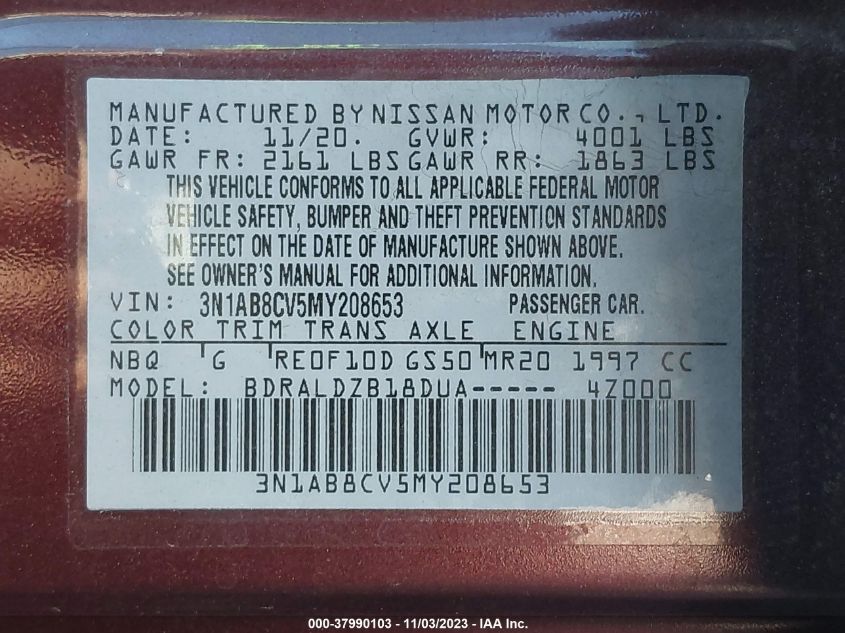 MANUFACTURED BY NISSAN MOTOR CO., LTD.
DATE: 11/20. GVWR: 4001 LBS
GAWR FR: 2161 LBS GAWR RR: 1863 LBS
THIS VEHICLE CONFORMS TO ALL APPLICABLE FEDERAL MOTOR
VEHICLE SAFETY, BUMPER AND THEFT PREVENTION STANDARDS
IN EFFECT ON THE DATE OF MANUFACTURE SHOWN ABOVE.
SEE OWNER'S MANUAL FOR ADDITIONAL INFORMATION.
VIN: 3N1AB8CV5MY208653 PASSENGER CAR.
COLOR TRIM TRANS AXLE ENGINE
NBQ G RE0F10D GS50 MR20 1997 CC
MODEL: BDRALDZB18DUA----- 4Z000
3N1AB8CV5MY208653
000-37990103 - 11/03/2023 - IAA Inc.